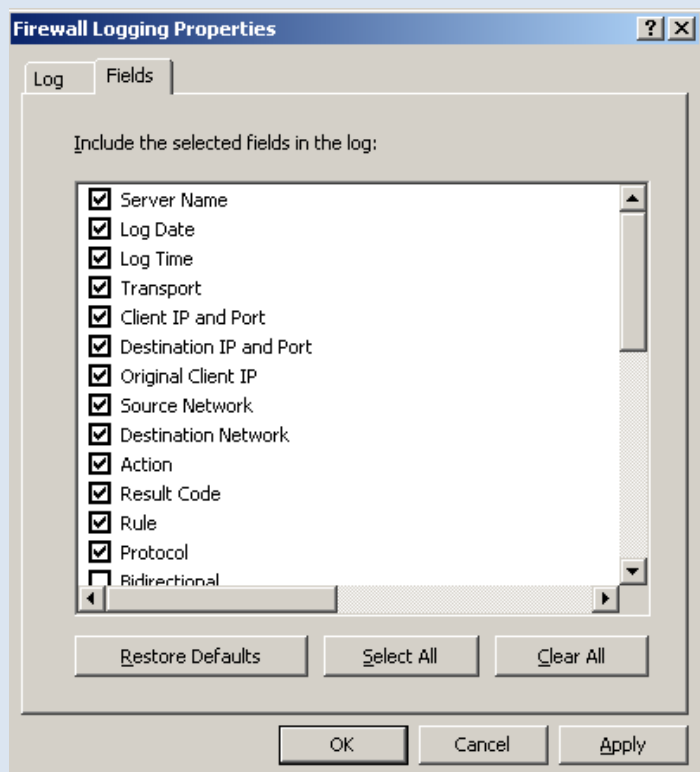 Firewall Logging Properties
Log
Fields
Include the selected fields in the log:
Server Name
Log Date
Log Time
Transport
Client IP and Port
Destination IP and Port
Original Client IP
Source Network
Destination Network
Action
Result Code
Rule
Protocol
Bidirectional
Restore Defaults
Select All
Clear All
OK
Cancel
Apply